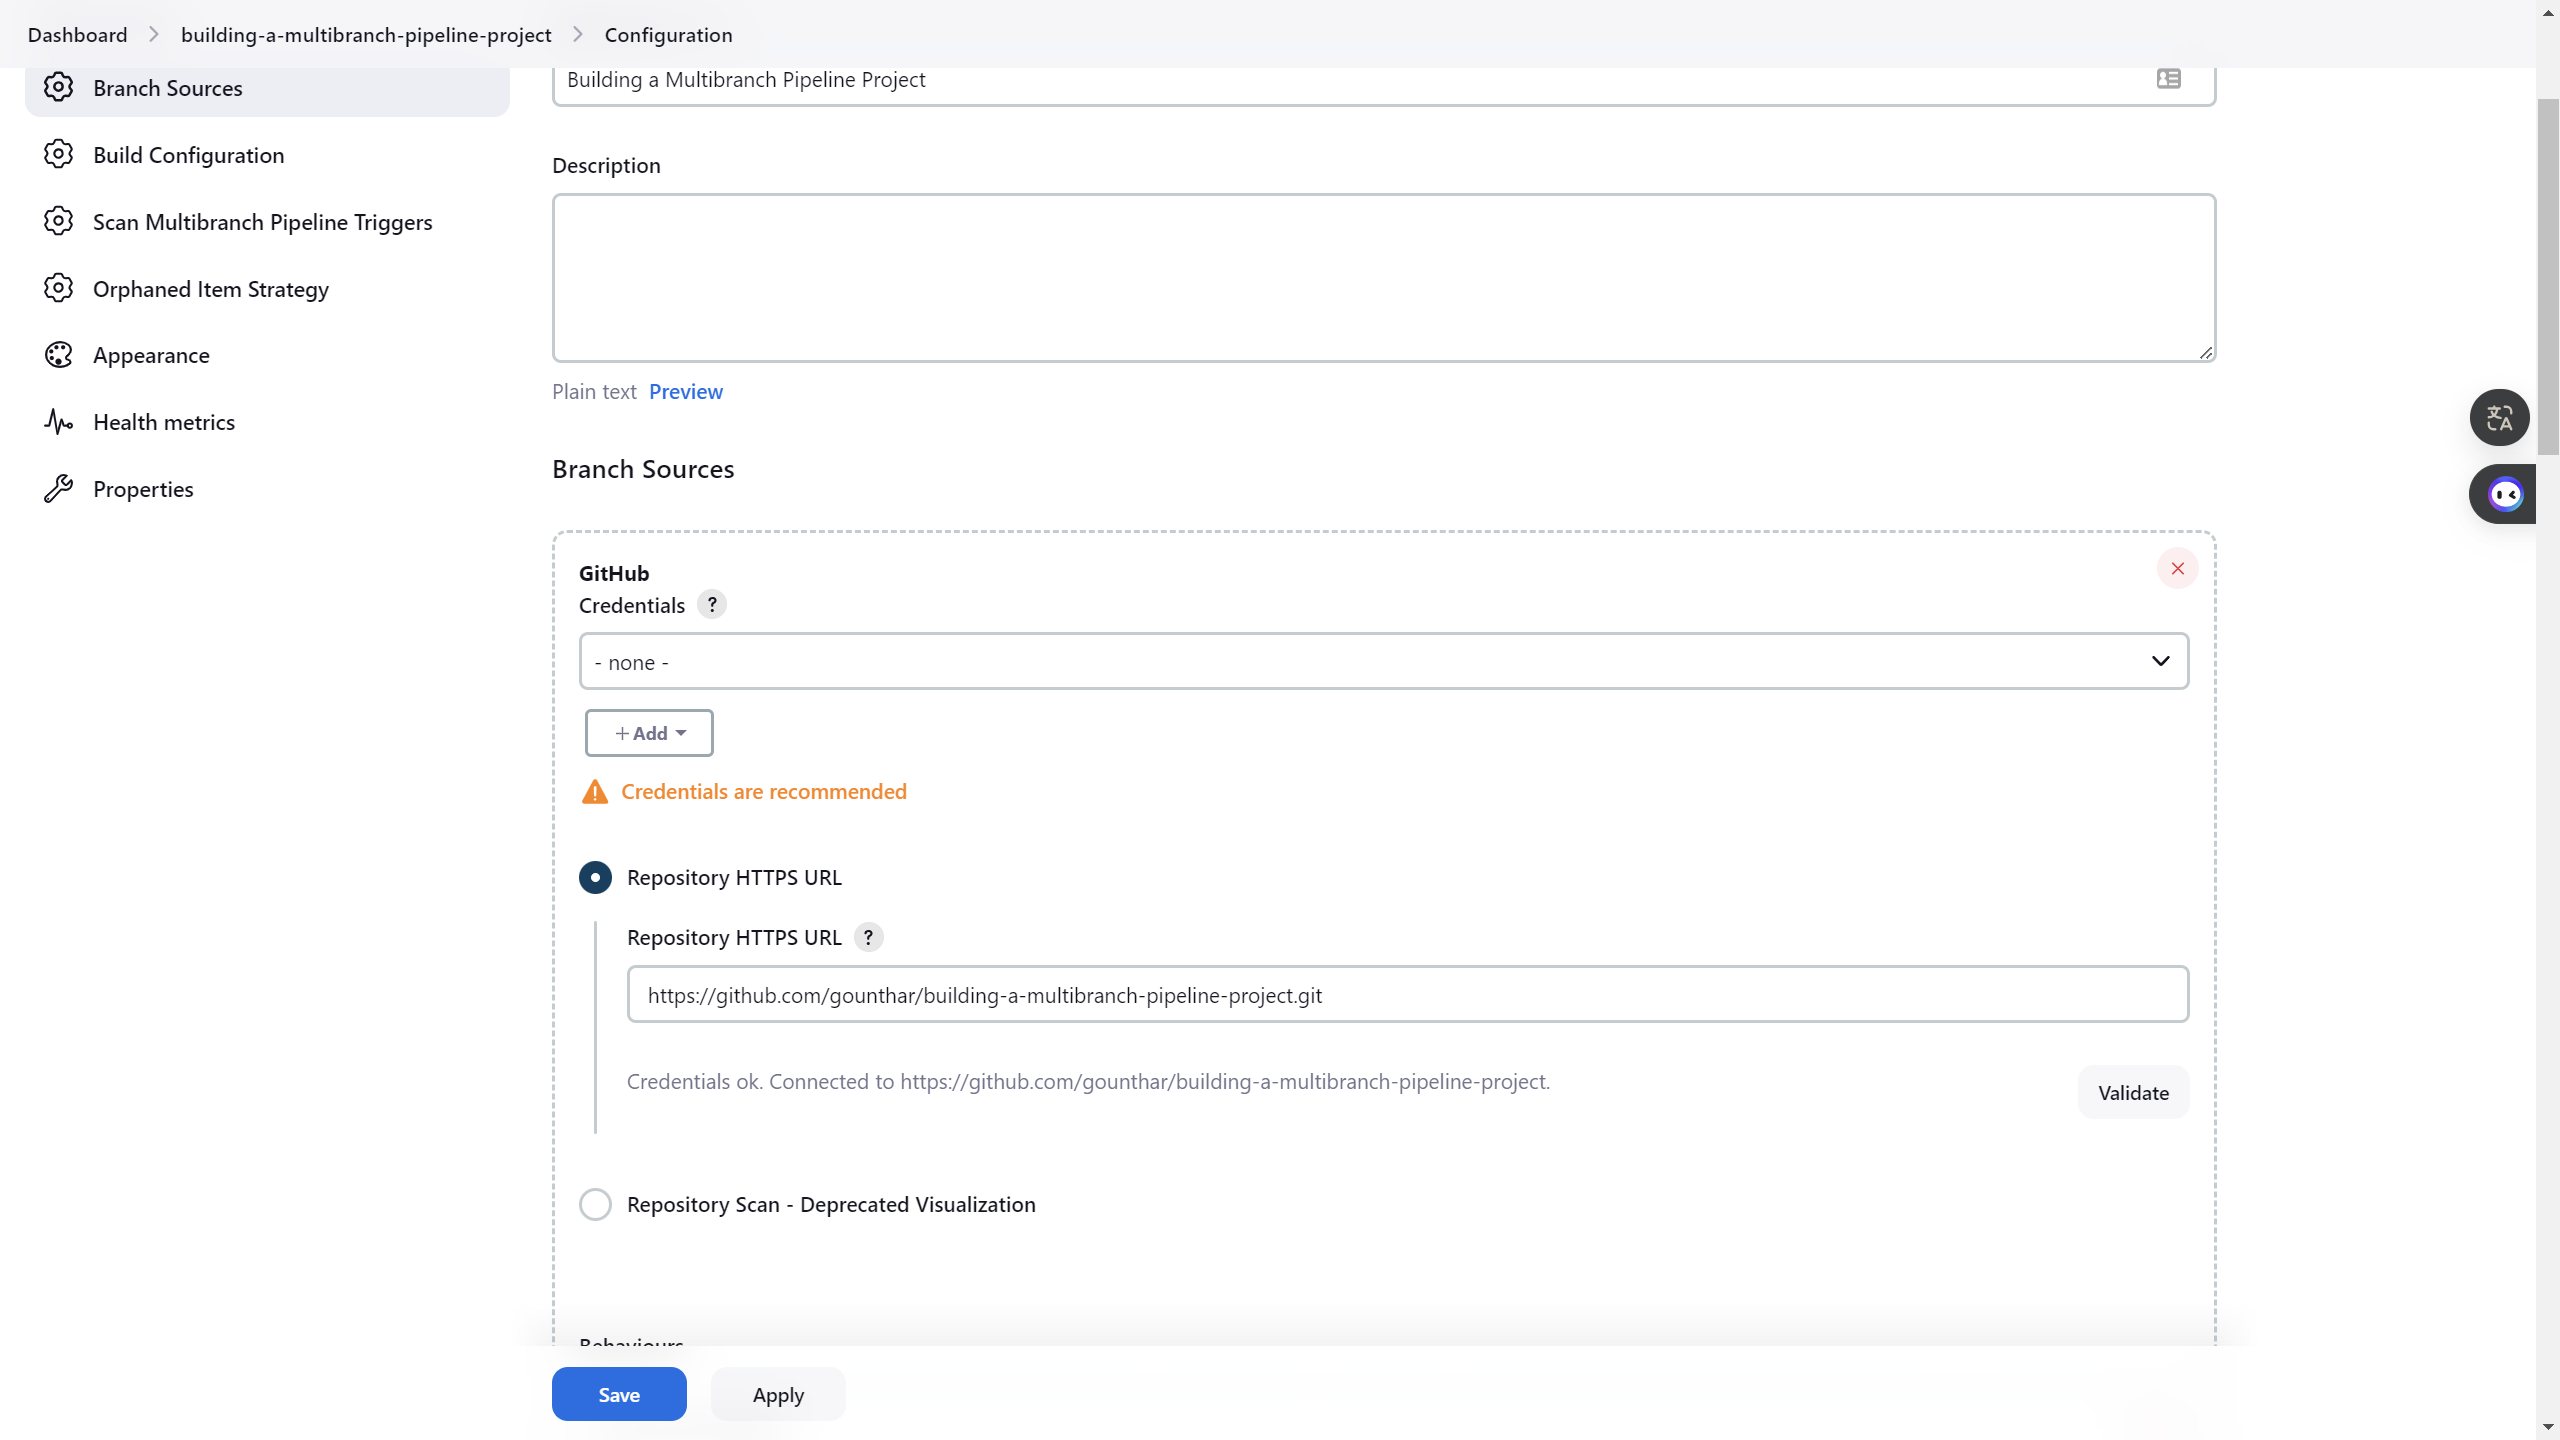 Dashboard
building-a-multibranch-pipeline-project
Configuration
Branch Sources
Build Configuration
Scan Multibranch Pipeline Triggers
Orphaned Item Strategy
Appearance
Health metrics
Properties
Building a Multibranch Pipeline Project
Description
Plain text Preview
Branch Sources
GitHub
Credentials ?
- none -
+ Add
Credentials are recommended
Repository HTTPS URL
Repository HTTPS URL ?
https://github.com/gounthar/building-a-multibranch-pipeline-project.git
Credentials ok. Connected to https://github.com/gounthar/building-a-multibranch-pipeline-project.
Validate
Repository Scan - Deprecated Visualization
Behaviours
Save
Apply